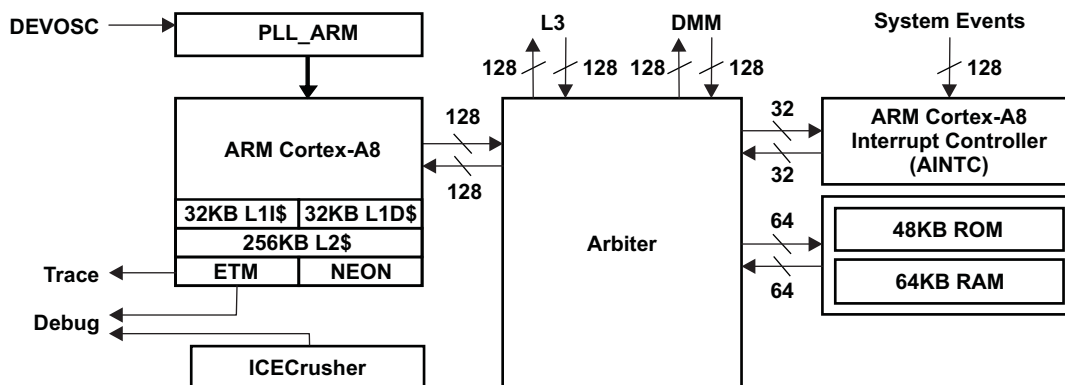 DEVOSC
PLL_ARM
L3
DMM
System Events
128
128
128
128
128
ARM Cortex-A8
128
128
32
32
ARM Cortex-A8
Interrupt Controller
(AINTC)
32KB L1I$
32KB L1D$
256KB L2$
ETM
NEON
Arbiter
64
64
48KB ROM
64KB RAM
Trace
Debug
ICECrusher